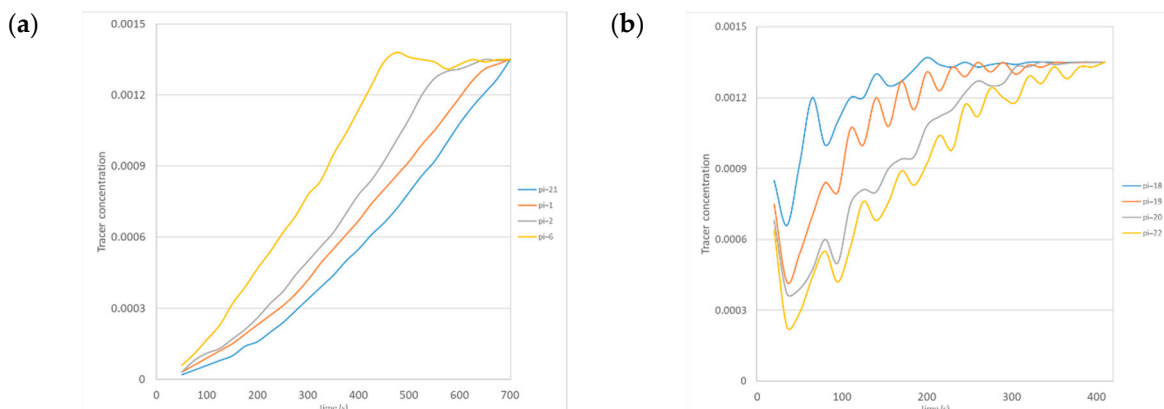 (a)
0.0015
0.0012
0.0009
0.0006
0.0003
0
Tracer concentration
0 100 200 300 400 500 600 700
time (s)
pi-21
pi-1
pi-2
pi-6
(b)
0.0015
0.0012
0.0009
0.0006
0.0003
0
Tracer concentration
0 100 200 300 400
time (s)
pi-18
pi-19
pi-20
pi-22